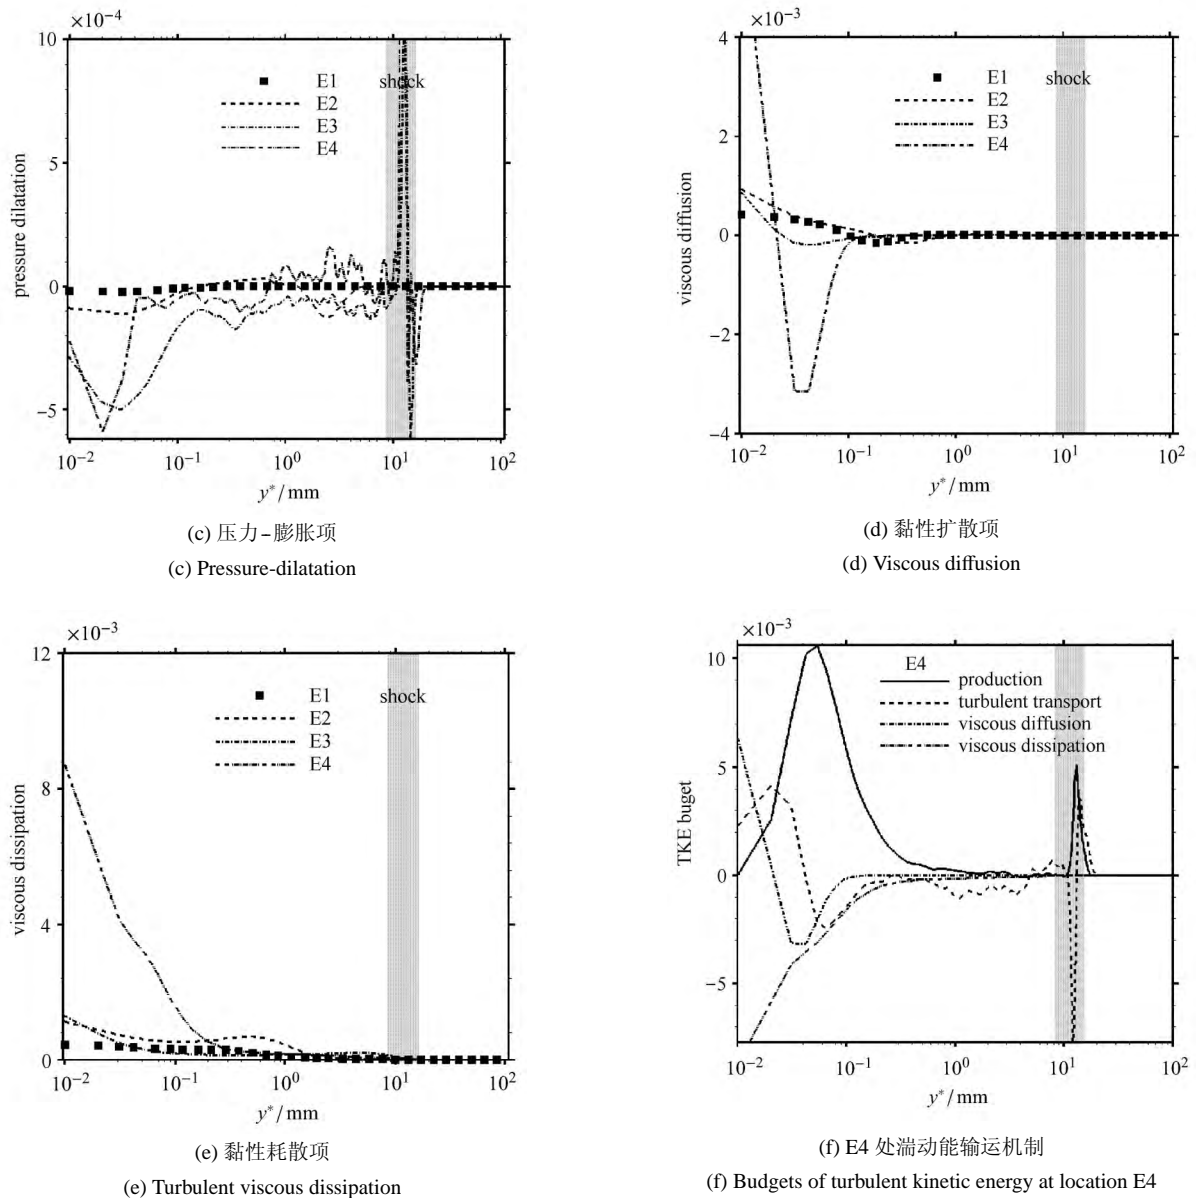 ×10⁻⁴
10
5
0
−5
pressure dilatation
E1
E2
E3
E4
shock
10⁻² 10⁻¹ 10⁰ 10¹ 10²
y*/mm
(c) 压力–膨胀项
(c) Pressure-dilatation
×10⁻³
4
2
0
−2
−4
viscous diffusion
E1
E2
E3
E4
shock
10⁻² 10⁻¹ 10⁰ 10¹ 10²
y*/mm
(d) 黏性扩散项
(d) Viscous diffusion
×10⁻³
12
8
4
0
viscous dissipation
E1
E2
E3
E4
shock
10⁻² 10⁻¹ 10⁰ 10¹ 10²
y*/mm
(e) 黏性耗散项
(e) Turbulent viscous dissipation
×10⁻³
10
5
0
−5
TKE buget
E4
production
turbulent transport
viscous diffusion
viscous dissipation
10⁻² 10⁻¹ 10⁰ 10¹ 10²
y*/mm
(f) E4 处湍动能输运机制
(f) Budgets of turbulent kinetic energy at location E4